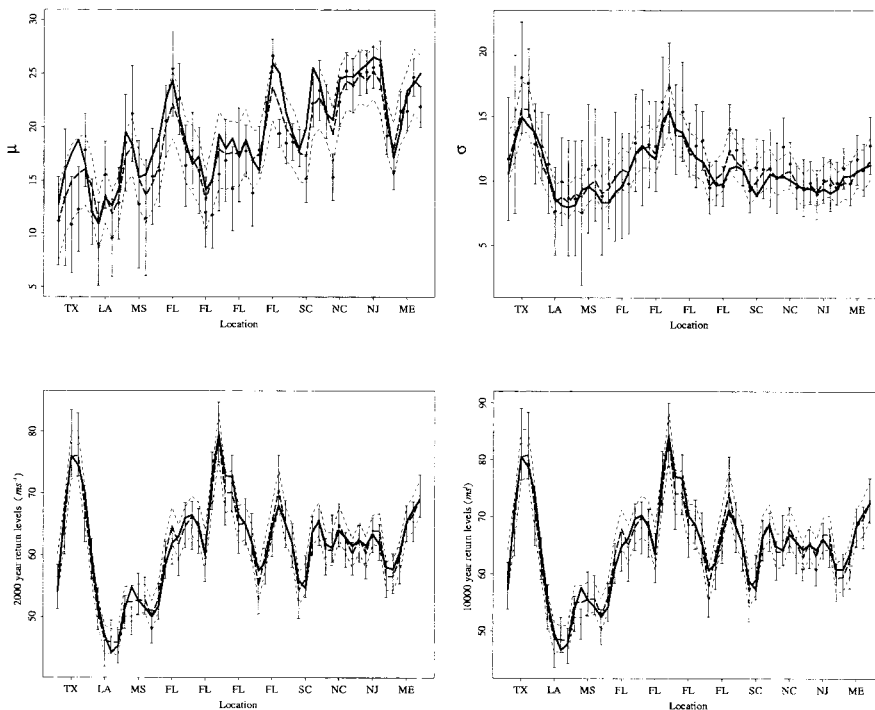 30
25
20
15
10
5
μ
TX LA MS FL FL FL FL SC NC NJ ME
Location
20
15
10
5
σ
TX LA MS FL FL FL FL SC NC NJ ME
Location
80
70
60
50
2000 year return levels (ms⁻¹)
TX LA MS FL FL FL FL SC NC NJ ME
Location
90
80
70
60
50
10000 year return levels (ms¹)
TX LA MS FL FL FL FL SC NC NJ ME
Location